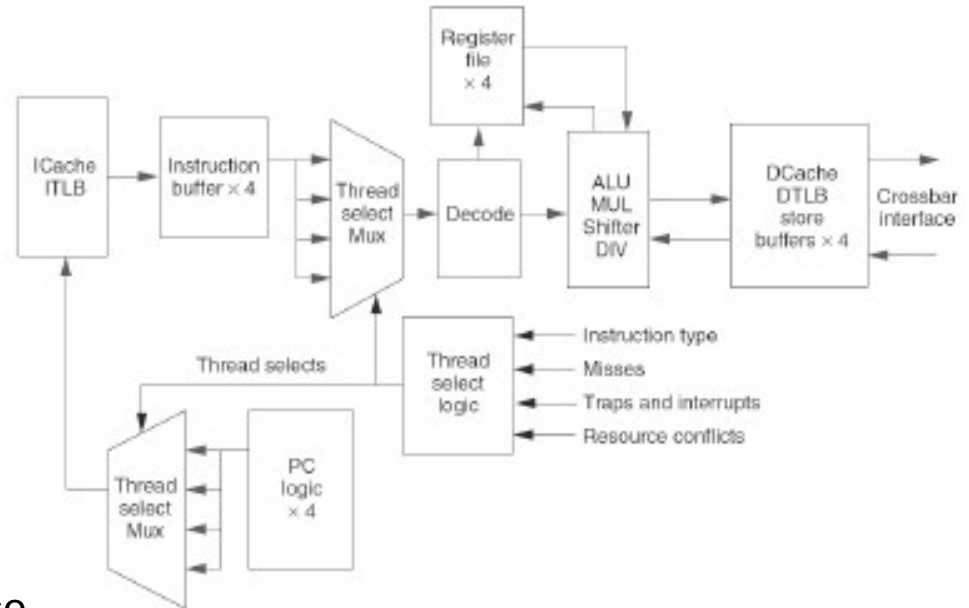 Register
file
× 4
ICache
ITLB
Instruction
buffer × 4
Thread
select
Mux
Decode
ALU
MUL
Shifter
DIV
DCache
DTLB
store
buffers × 4
Crossbar
interface
Thread selects
Thread
select
logic
Instruction type
Misses
Traps and interrupts
Resource conflicts
Thread
select
Mux
PC
logic
× 4